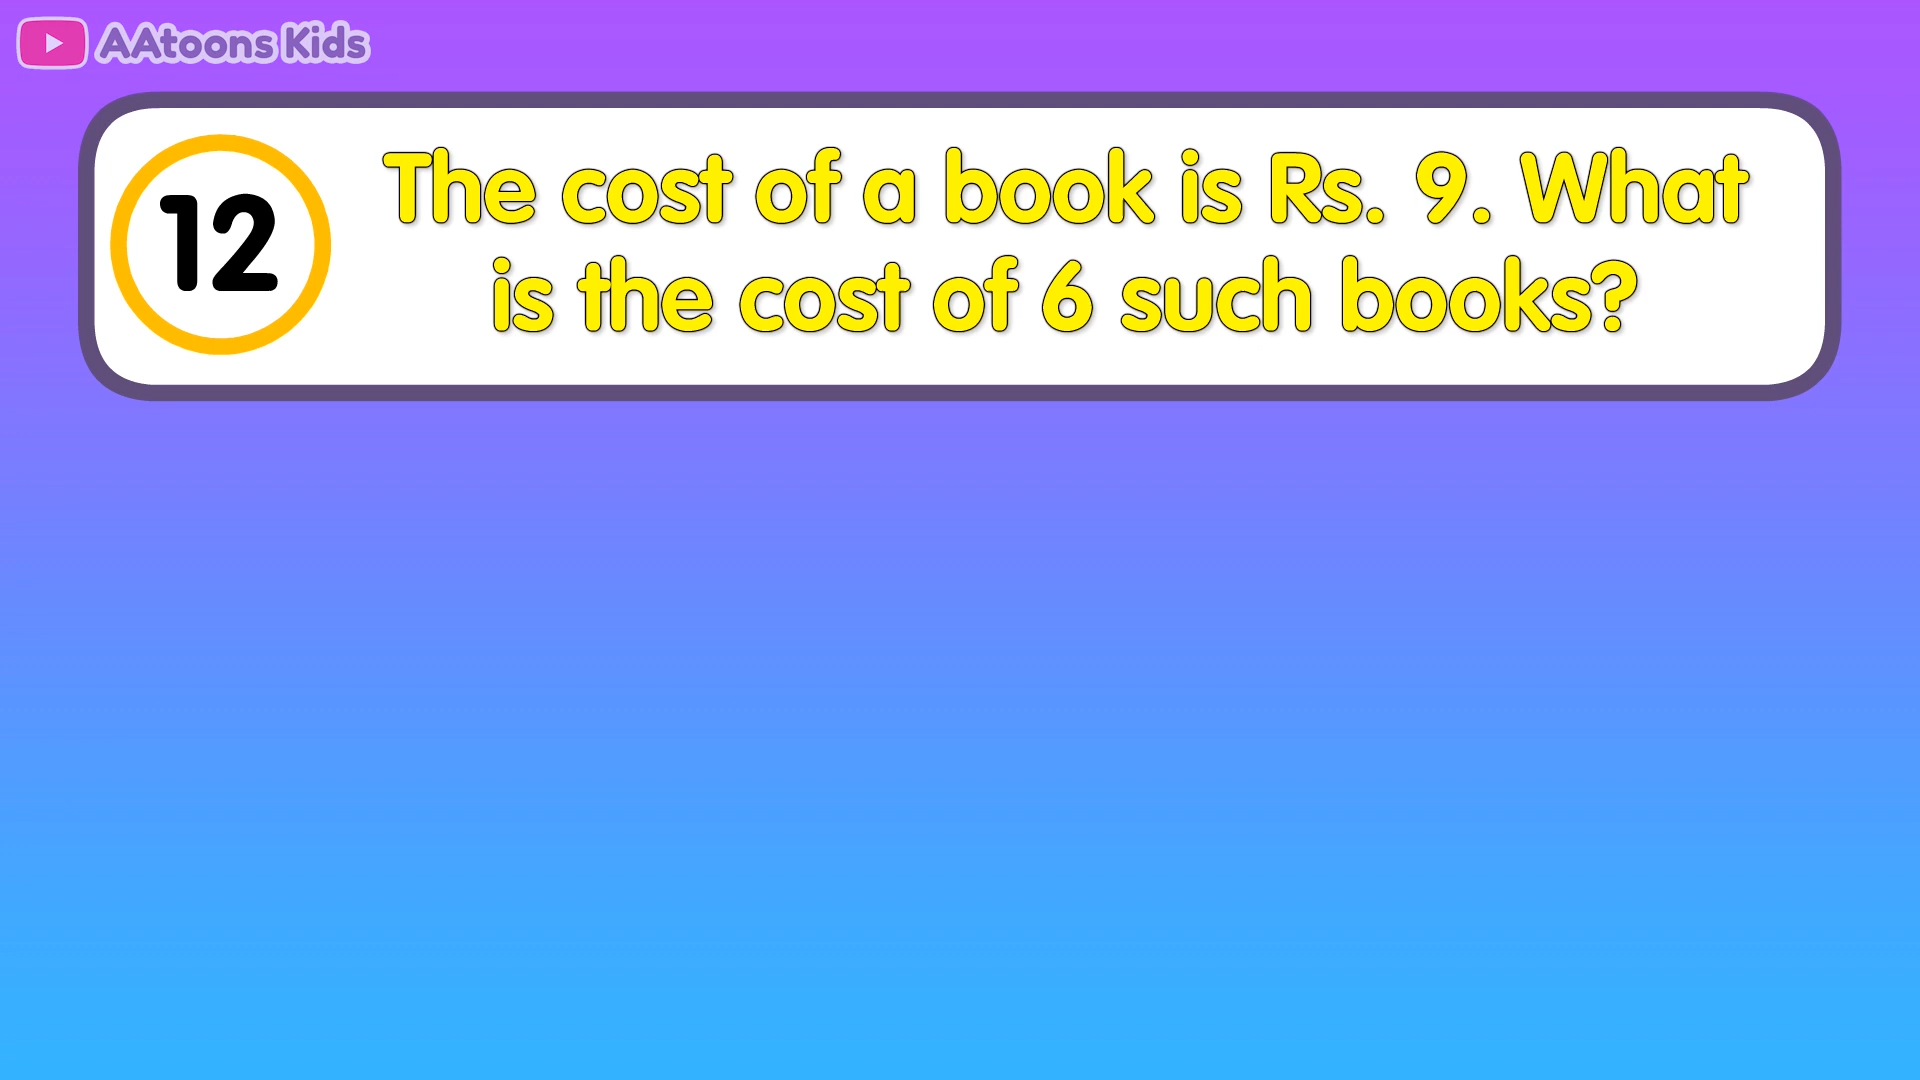 AAtoons Kids
12
The cost of a book is Rs. 9. What
is the cost of 6 such books?